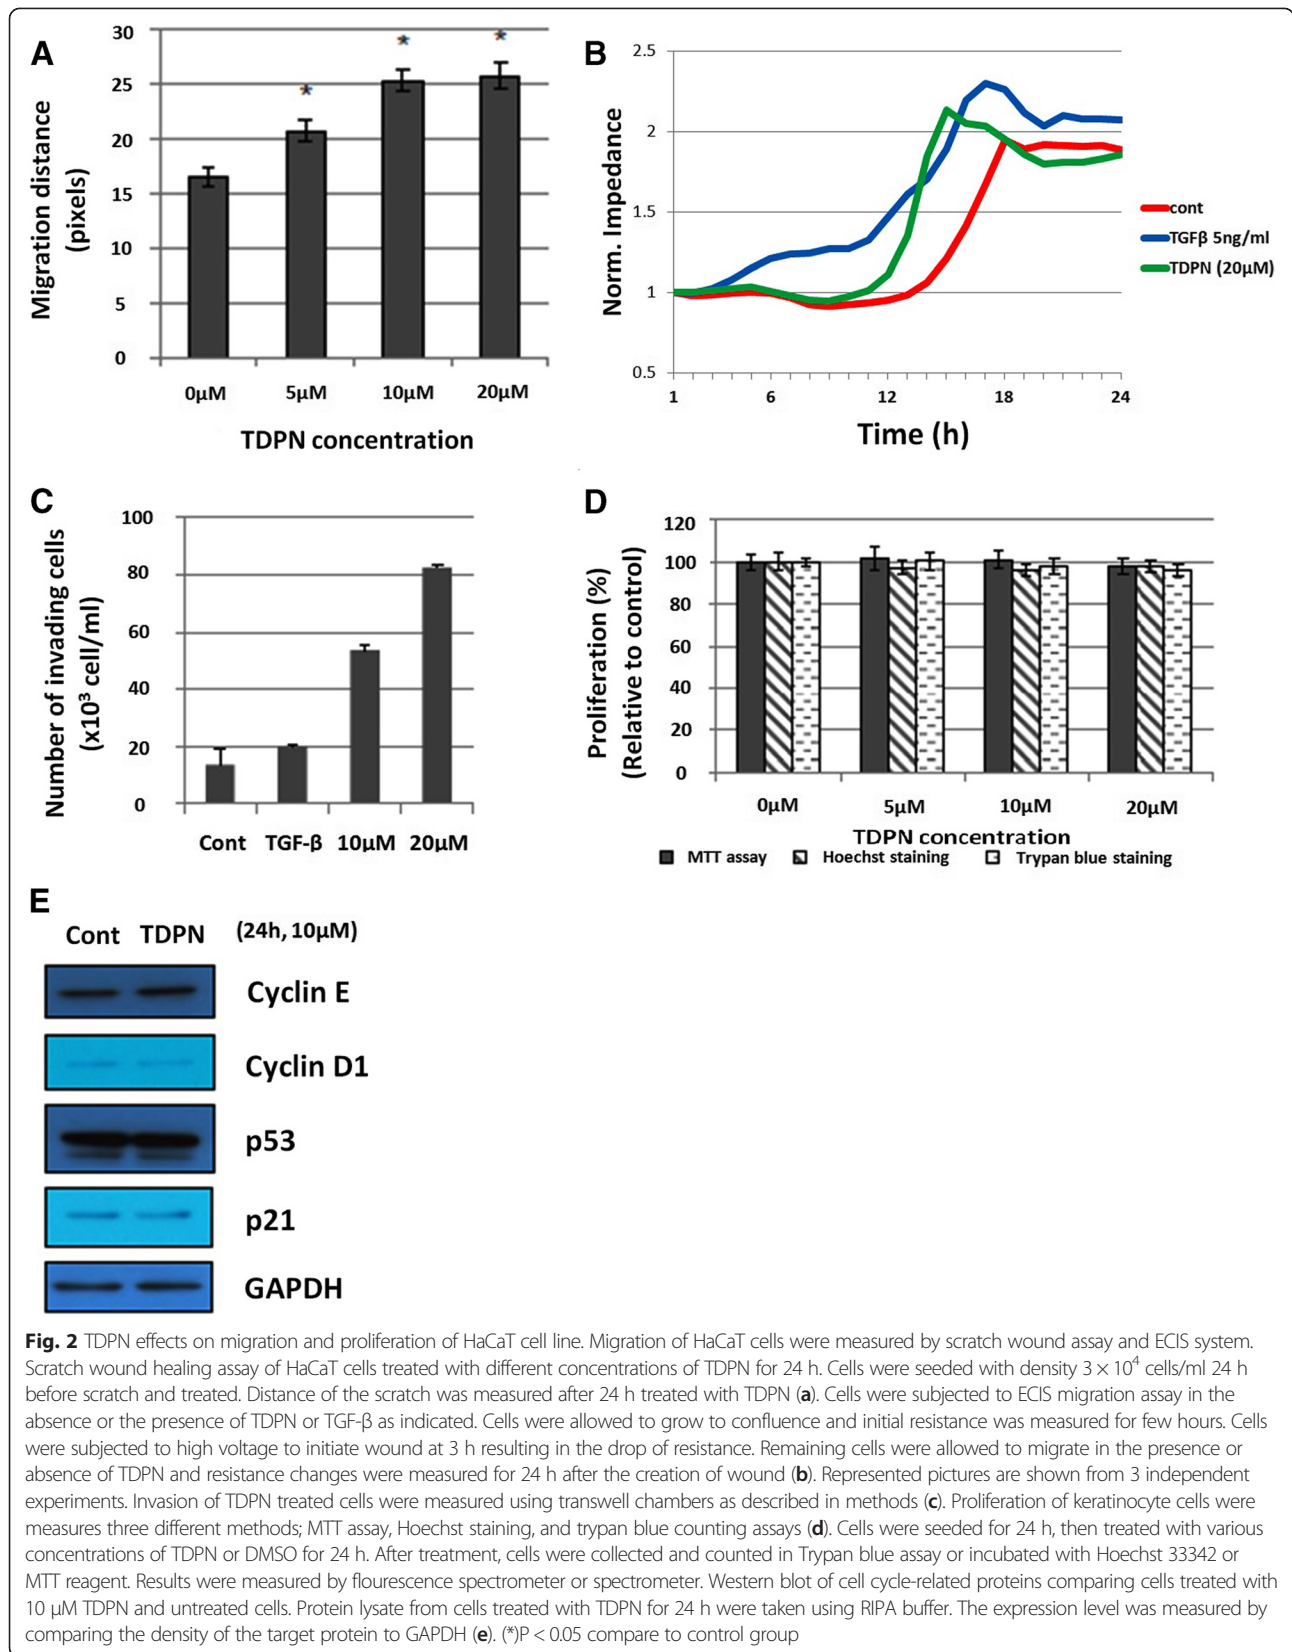 A
30
25
20
15
10
5
0
Migration distance
(pixels)
* * *
0µM 5µM 10µM 20µM
TDPN concentration
B
2.5
2
1.5
1
0.5
Norm. Impedance
1 6 12 18 24
Time (h)
cont
TGFβ 5ng/ml
TDPN (20µM)
C
100
80
60
40
20
0
Number of invading cells
(x10³ cell/ml)
Cont TGF-β 10µM 20µM
D
120
100
80
60
40
20
0
Proliferation (%)
(Relative to control)
0µM 5µM 10µM 20µM
TDPN concentration
MTT assay Hoechst staining Trypan blue staining
E
Cont TDPN (24h, 10µM)
Cyclin E
Cyclin D1
p53
p21
GAPDH
Fig. 2 TDPN effects on migration and proliferation of HaCaT cell line. Migration of HaCaT cells were measured by scratch wound assay and ECIS system.
Scratch wound healing assay of HaCaT cells treated with different concentrations of TDPN for 24 h. Cells were seeded with density 3 × 10⁴ cells/ml 24 h
before scratch and treated. Distance of the scratch was measured after 24 h treated with TDPN (a). Cells were subjected to ECIS migration assay in the
absence or the presence of TDPN or TGF-β as indicated. Cells were allowed to grow to confluence and initial resistance was measured for few hours. Cells
were subjected to high voltage to initiate wound at 3 h resulting in the drop of resistance. Remaining cells were allowed to migrate in the presence or
absence of TDPN and resistance changes were measured for 24 h after the creation of wound (b). Represented pictures are shown from 3 independent
experiments. Invasion of TDPN treated cells were measured using transwell chambers as described in methods (c). Proliferation of keratinocyte cells were
measures three different methods; MTT assay, Hoechst staining, and trypan blue counting assays (d). Cells were seeded for 24 h, then treated with various
concentrations of TDPN or DMSO for 24 h. After treatment, cells were collected and counted in Trypan blue assay or incubated with Hoechst 33342 or
MTT reagent. Results were measured by flourescence spectrometer or spectrometer. Western blot of cell cycle-related proteins comparing cells treated with
10 µM TDPN and untreated cells. Protein lysate from cells treated with TDPN for 24 h were taken using RIPA buffer. The expression level was measured by
comparing the density of the target protein to GAPDH (e). (*)P < 0.05 compare to control group